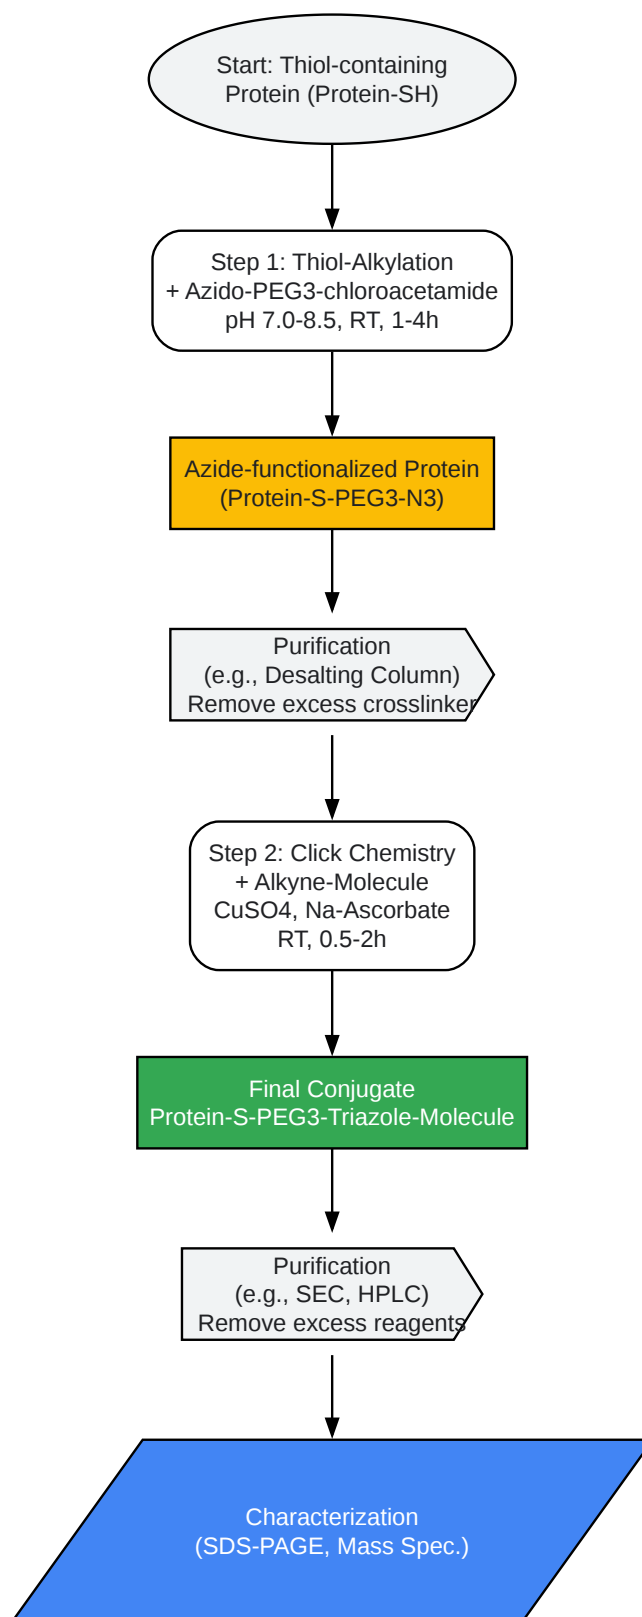 Start: Thiol-containing
Protein (Protein-SH)
Step 1: Thiol-Alkylation
+ Azido-PEG3-chloroacetamide
pH 7.0-8.5, RT, 1-4h
Azide-functionalized Protein
(Protein-S-PEG3-N3)
Purification
(e.g., Desalting Column)
Remove excess crosslinker
Step 2: Click Chemistry
+ Alkyne-Molecule
CuSO4, Na-Ascorbate
RT, 0.5-2h
Final Conjugate
Protein-S-PEG3-Triazole-Molecule
Purification
(e.g., SEC, HPLC)
Remove excess reagents
Characterization
(SDS-PAGE, Mass Spec.)